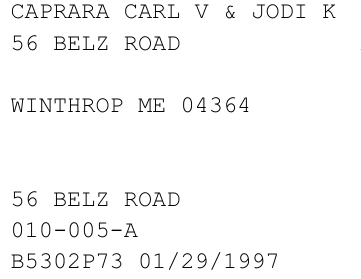 CAPRARA CARL V & JODI K
56 BELZ ROAD
WINTHROP ME 04364
56 BELZ ROAD
010-005-A
B5302P73 01/29/1997